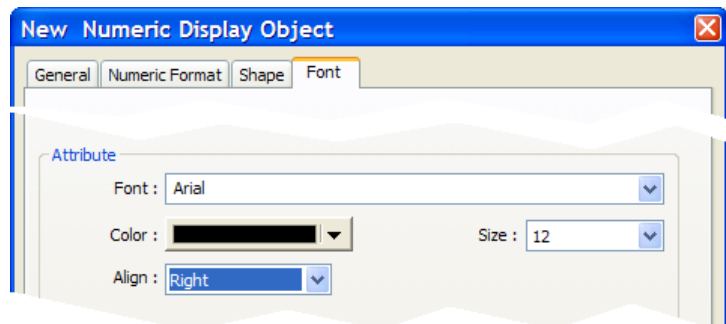 New Numeric Display Object
General Numeric Format Shape Font
Attribute
Font : Arial
Color : Size : 12
Align : Right